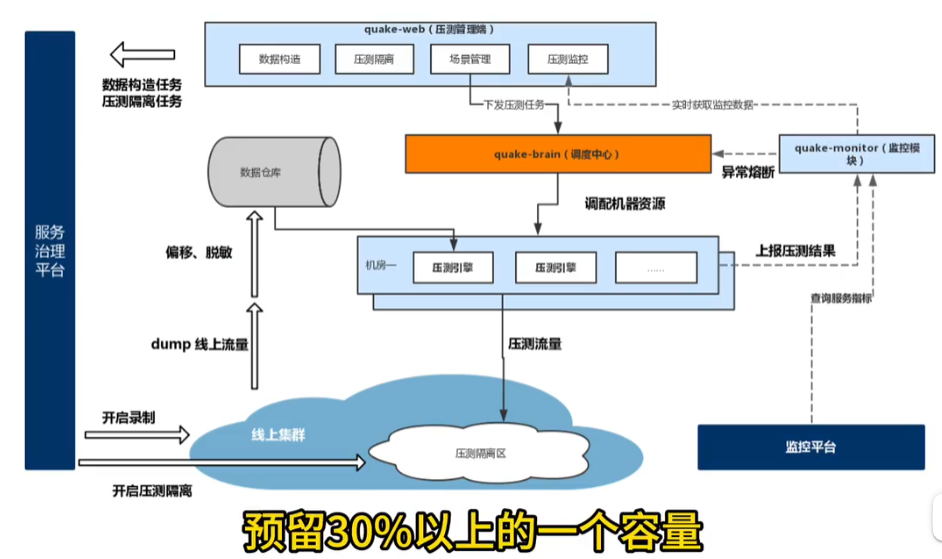 quake-web（压测管理端）
数据构造
压测隔离
场景管理
压测监控
数据构造任务
压测隔离任务
下发压测任务
实时获取监控数据
quake-brain（调度中心）
quake-monitor（监控模
块）
异常熔断
数据仓库
调配机器资源
服务
治理
平台
偏移、脱敏
机房一
压测引擎
压测引擎
……
上报压测结果
查询服务指标
dump 线上流量
压测流量
开启录制
线上集群
压测隔离区
监控平台
开启压测隔离
预留30%以上的一个容量